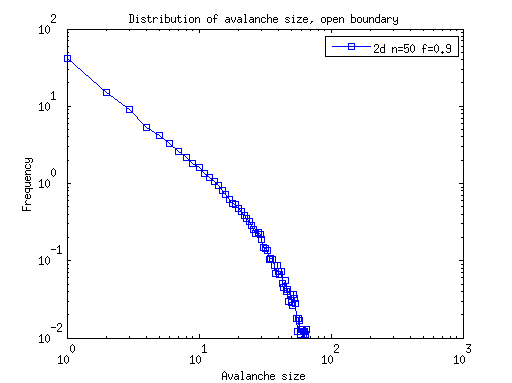 Distribution of avalanche size, open boundary
10^2
2d n=50 f=0.9
10^1
10^0
10^-1
10^-2
Frequency
10^0 10^1 10^2 10^3
Avalanche size